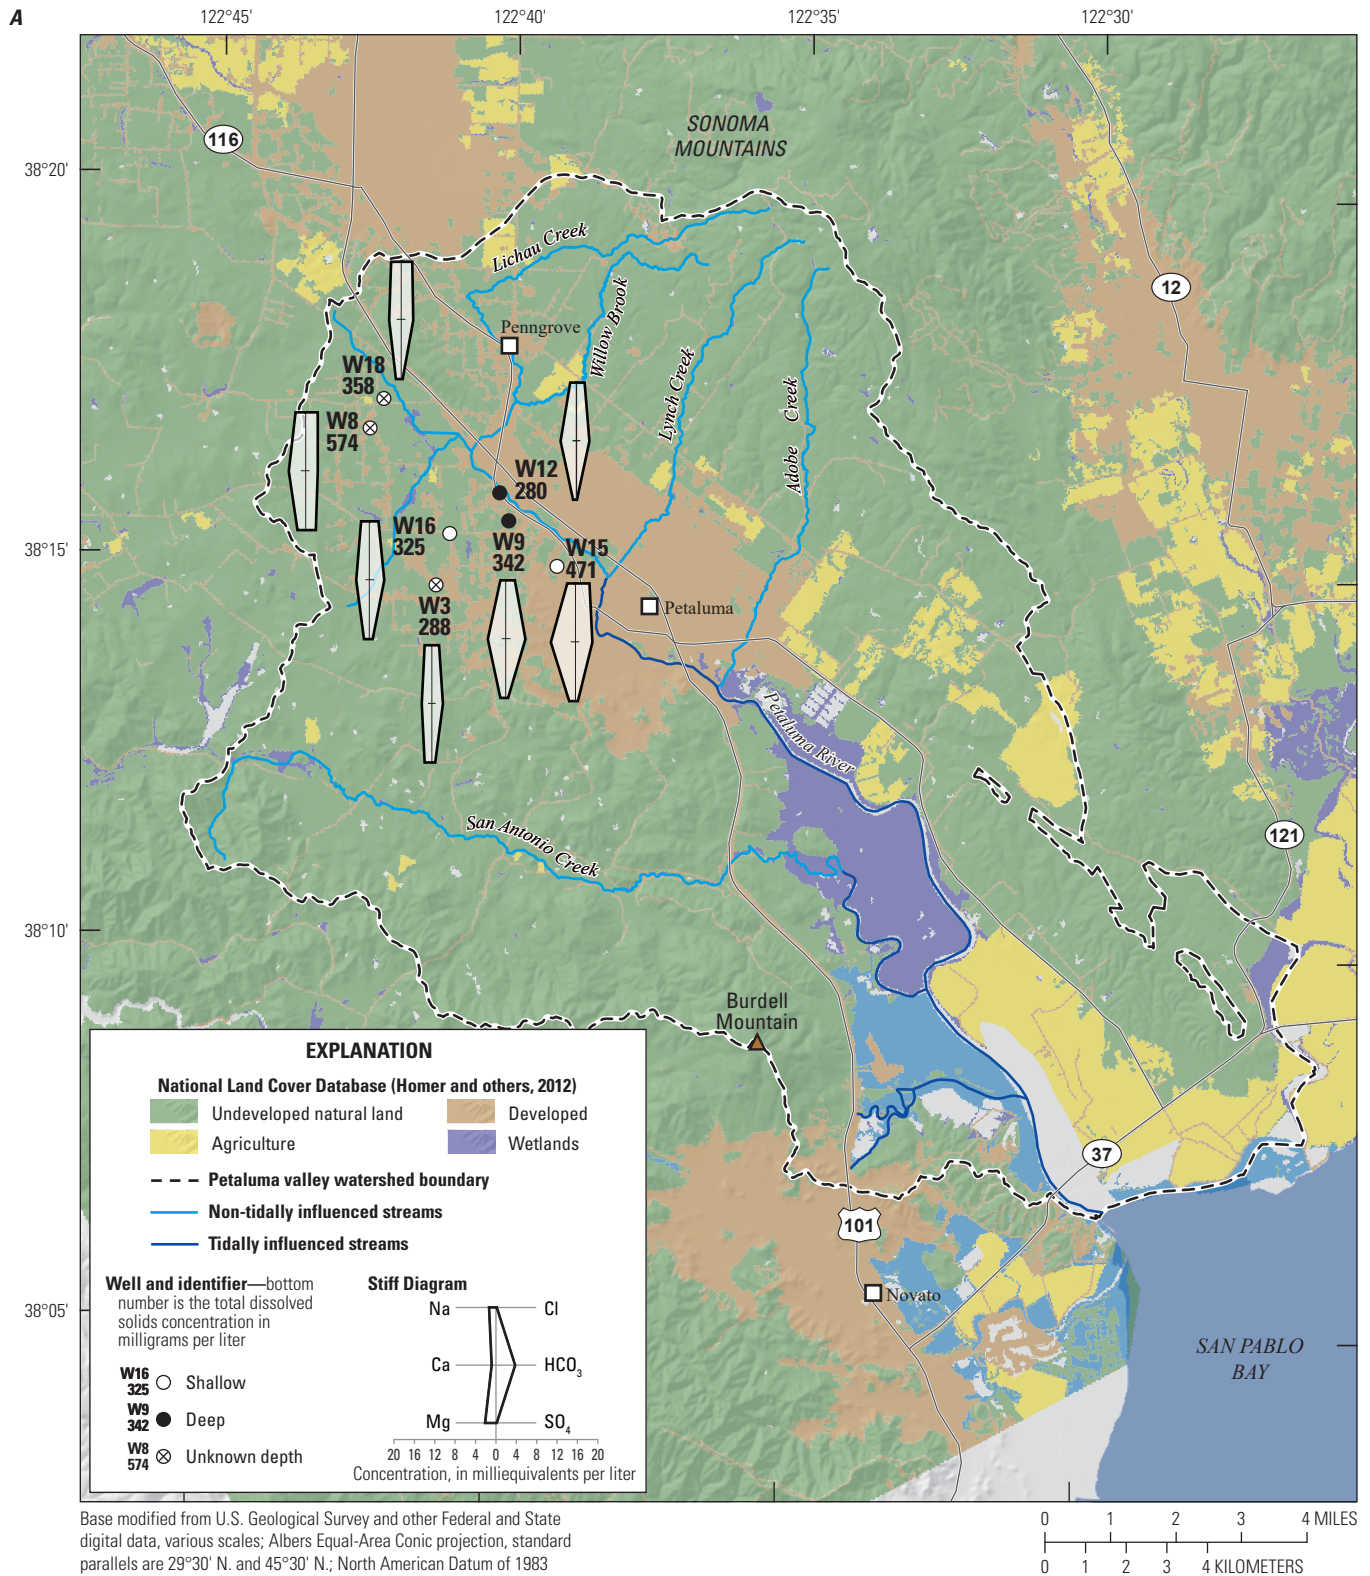 A
122°45'
122°40'
122°35'
122°30'
38°20'
38°15'
38°10'
38°05'
116
SONOMA
MOUNTAINS
Lichau Creek
12
Penngrove
Willow Brook
Lynch Creek
Adobe Creek
W18
358
W8
574
W12
280
W16
325
W9
342
W15
471
W3
288
Petaluma
Petaluma River
San Antonio Creek
121
Burdell
Mountain
37
101
Novato
SAN PABLO
BAY
EXPLANATION
National Land Cover Database (Homer and others, 2012)
Undeveloped natural land
Developed
Agriculture
Wetlands
Petaluma valley watershed boundary
Non-tidally influenced streams
Tidally influenced streams
Well and identifier—bottom
number is the total dissolved
solids concentration in
milligrams per liter
W16
325
Shallow
W9
342
Deep
W8
574
Unknown depth
Stiff Diagram
Na Cl
Ca HCO3
Mg SO4
20 16 12 8 4 0 4 8 12 16 20
Concentration, in milliequivalents per liter
Base modified from U.S. Geological Survey and other Federal and State
digital data, various scales; Albers Equal-Area Conic projection, standard
parallels are 29°30' N. and 45°30' N.; North American Datum of 1983
0 1 2 3 4 MILES
0 1 2 3 4 KILOMETERS